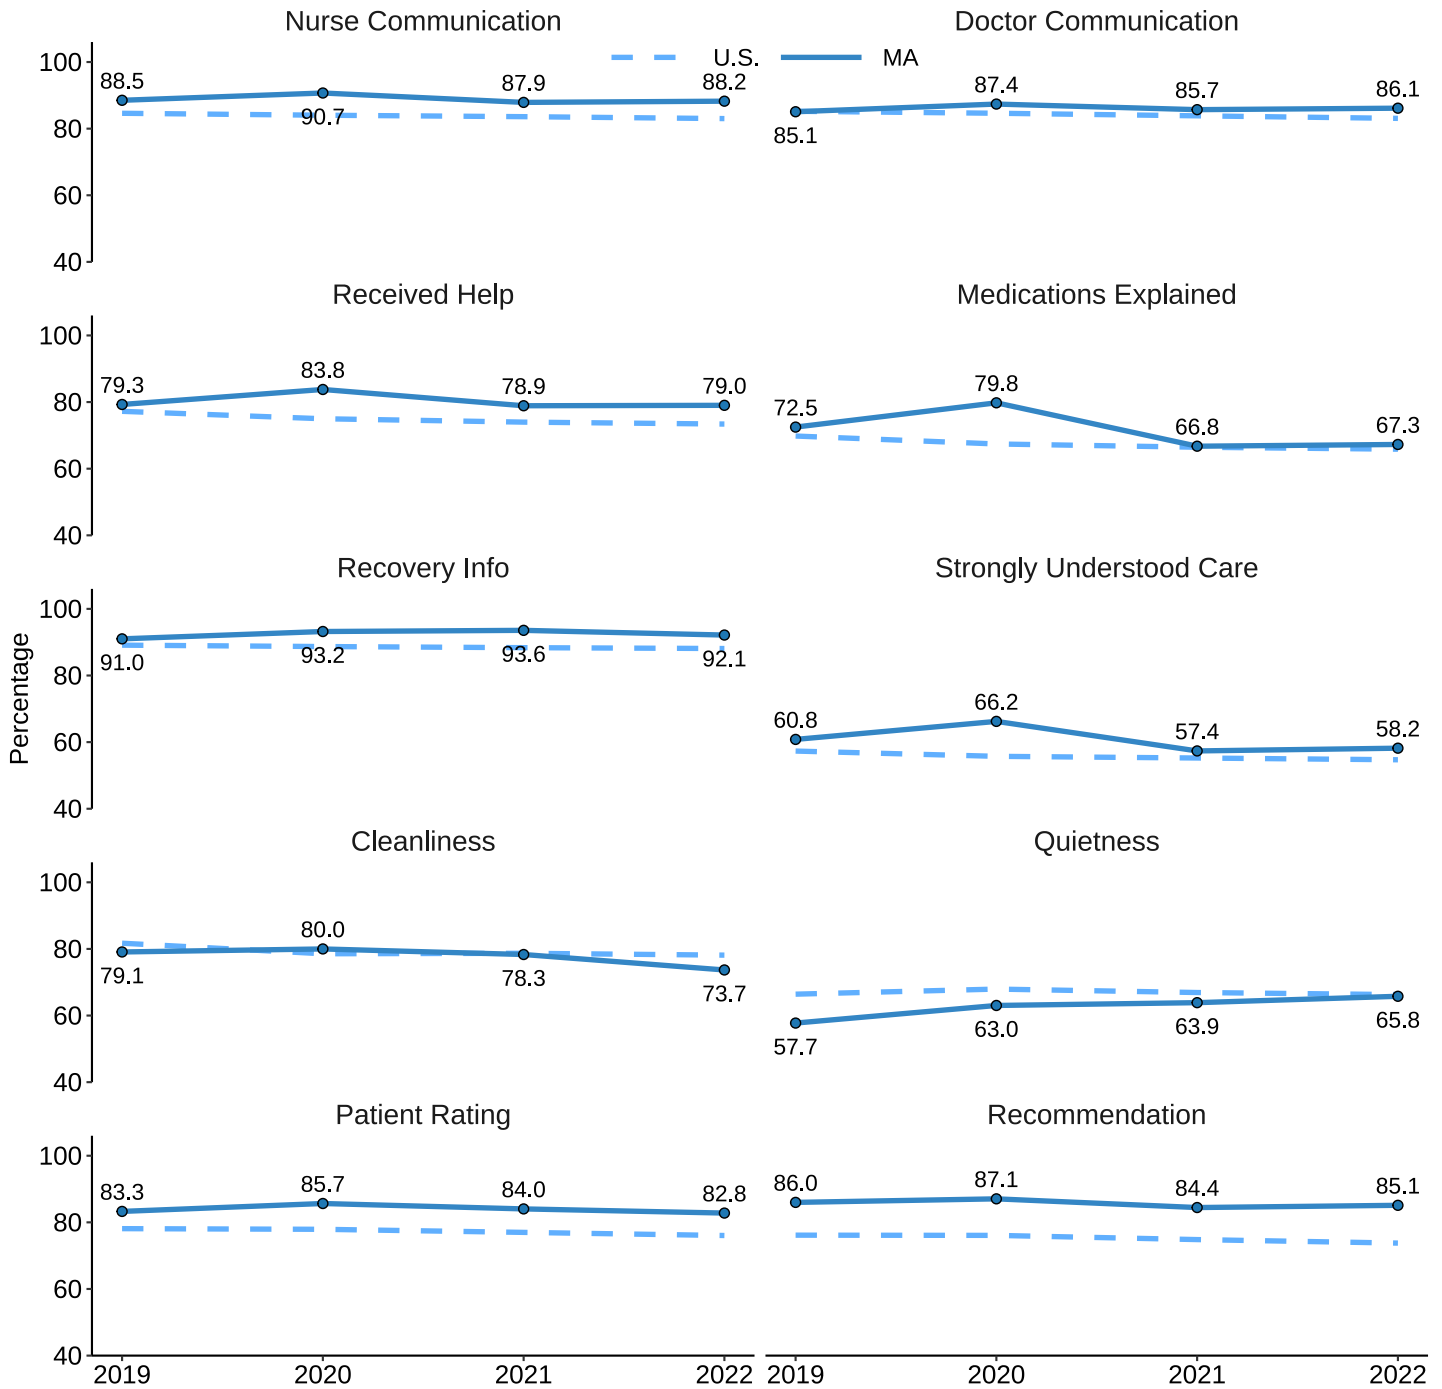 Nurse Communication
Doctor Communication
U.S. MA
100
80
60
40
88.5 90.7 87.9 88.2
85.1 87.4 85.7 86.1
Received Help
Medications Explained
100
80
60
40
79.3 83.8 78.9 79.0
72.5 79.8 66.8 67.3
Recovery Info
Strongly Understood Care
Percentage
100
80
60
40
91.0 93.2 93.6 92.1
60.8 66.2 57.4 58.2
Cleanliness
Quietness
100
80
60
40
79.1 80.0 78.3 73.7
57.7 63.0 63.9 65.8
Patient Rating
Recommendation
100
80
60
40
83.3 85.7 84.0 82.8
86.0 87.1 84.4 85.1
2019 2020 2021 2022
2019 2020 2021 2022